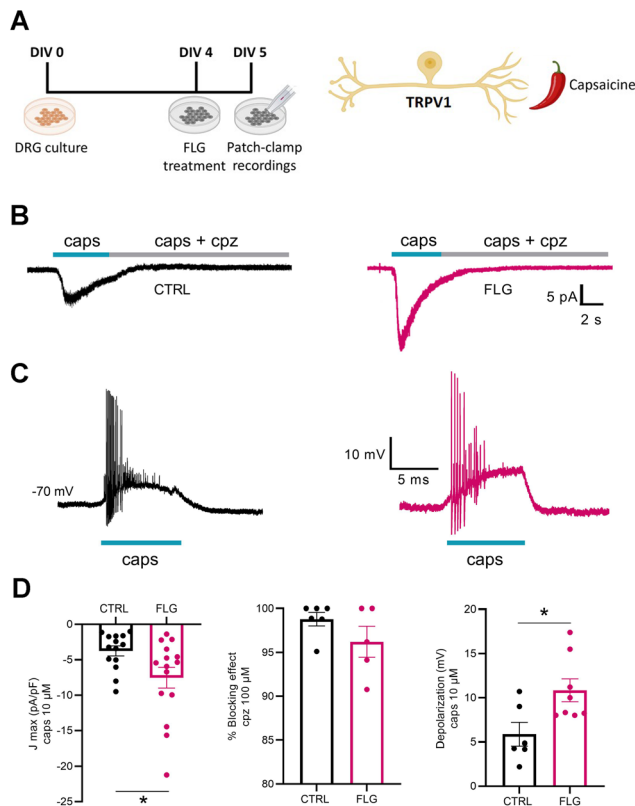 A
DIV 0
DIV 4
DIV 5
DRG culture
FLG
treatment
Patch-clamp
recordings
TRPV1
Capsaicine
B
caps
caps + cpz
CTRL
caps
caps + cpz
FLG
5 pA
2 s
C
-70 mV
caps
10 mV
5 ms
caps
D
CTRL
FLG
0
-5
-10
-15
-20
-25
J max (pA/pF)
caps 10 µM
*
100
95
90
85
80
% Blocking effect
cpz 100 µM
CTRL
FLG
20
15
10
5
0
Depolarization (mV)
caps 10 µM
*
CTRL
FLG